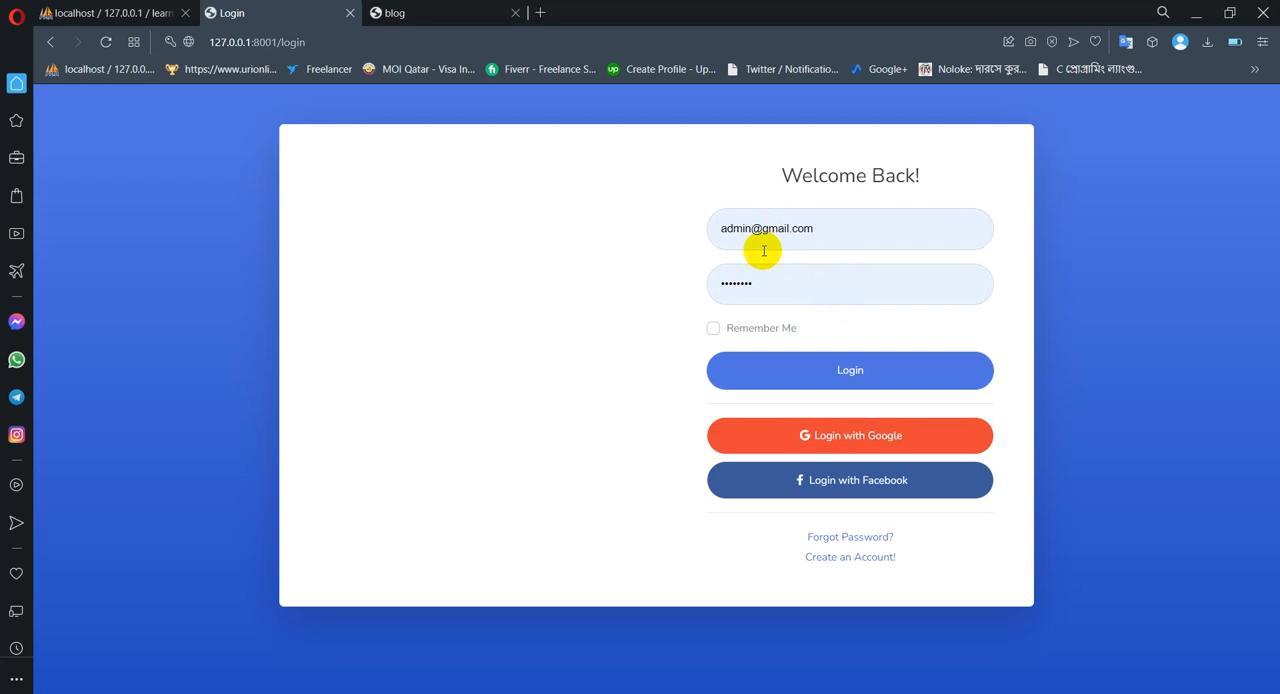 localhost / 127.0.0.1 / learn
Login
blog
127.0.0.1:8001/login
localhost / 127.0.0....
https://www.urionli...
Freelancer
MOI Qatar - Visa In...
Fiverr - Freelance S...
Create Profile - Up...
Twitter / Notificatio...
Google+
Noloke: দারসে কুর...
C প্রোগ্রামিং ল্যাংগু...
Welcome Back!
admin@gmail.com
••••••••
Remember Me
Login
Login with Google
Login with Facebook
Forgot Password?
Create an Account!